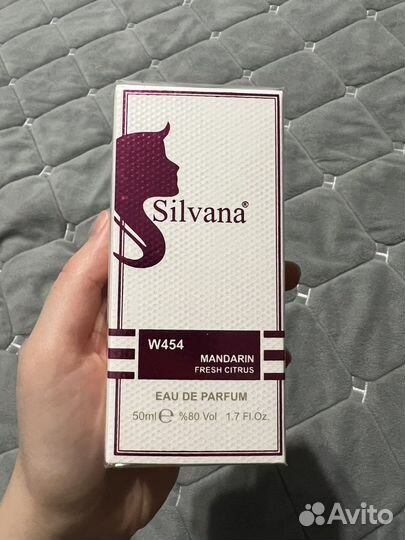 Silvana®
W454
MANDARIN
FRESH CITRUS
EAU DE PARFUM
50ml ℮ %80 Vol 1.7 Fl.Oz.
Avito